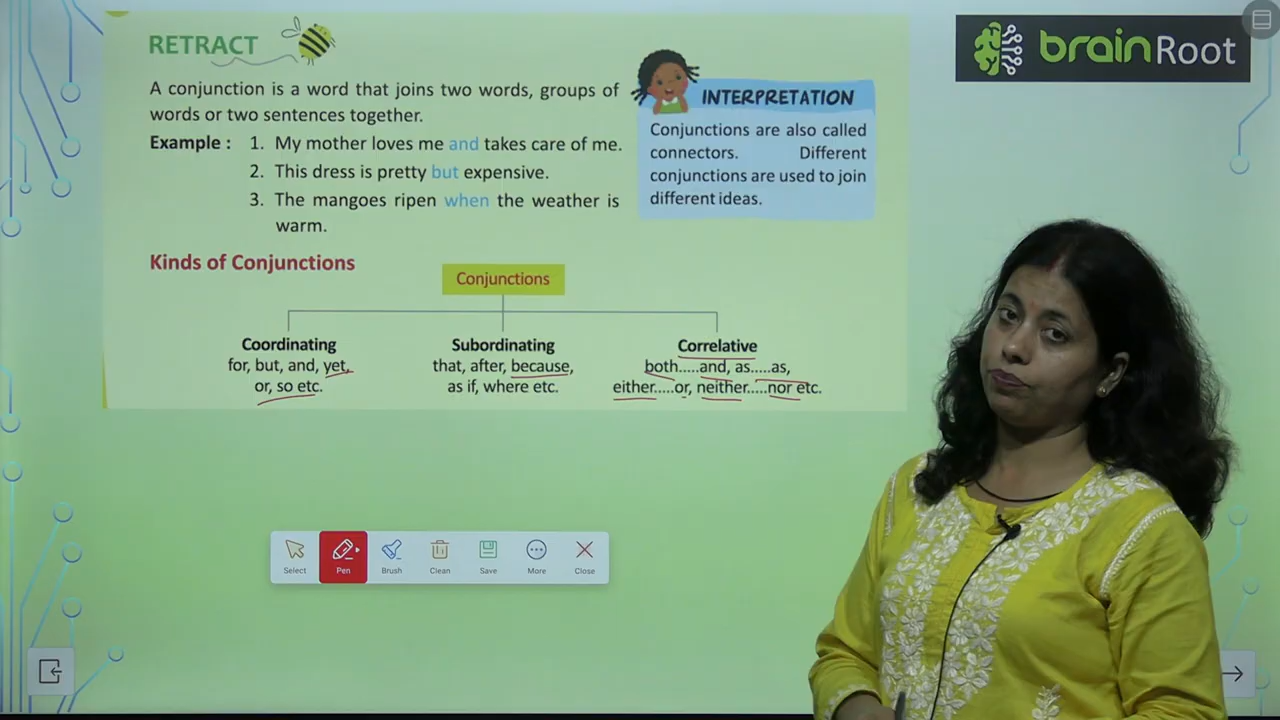 RETRACT
A conjunction is a word that joins two words, groups of
words or two sentences together.
Example : 1. My mother loves me and takes care of me.
2. This dress is pretty but expensive.
3. The mangoes ripen when the weather is
warm.
INTERPRETATION
Conjunctions are also called
connectors. Different
conjunctions are used to join
different ideas.
brainRoot
Kinds of Conjunctions
Conjunctions
Coordinating
for, but, and, yet,
or, so etc.
Subordinating
that, after, because,
as if, where etc.
Correlative
both.....and, as.....as,
either.....or, neither.....nor etc.
Select
Pen
Brush
Clean
Save
More
Close